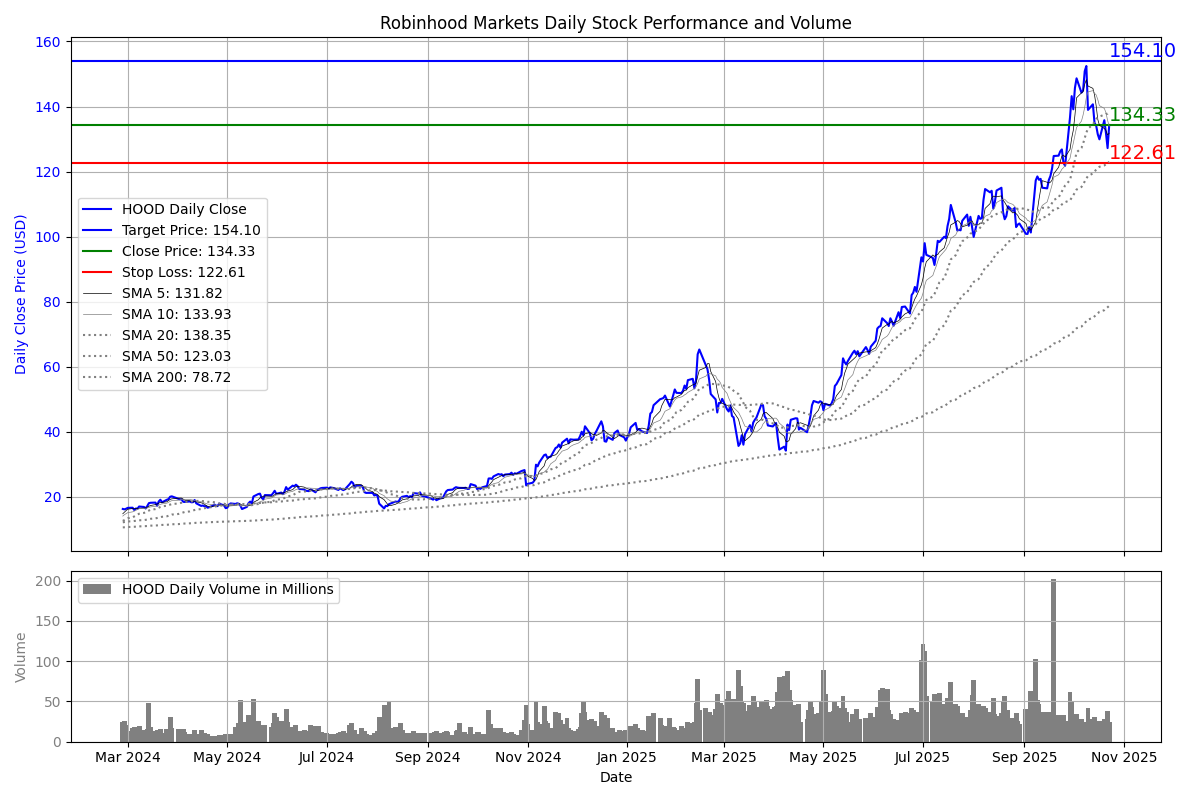 Robinhood Markets Daily Stock Performance and Volume
160
140
120
100
80
60
40
20
Daily Close Price (USD)
154.10
134.33
122.61
HOOD Daily Close
Target Price: 154.10
Close Price: 134.33
Stop Loss: 122.61
SMA 5: 131.82
SMA 10: 133.93
SMA 20: 138.35
SMA 50: 123.03
SMA 200: 78.72
HOOD Daily Volume in Millions
200
150
100
50
0
Volume
Mar 2024 May 2024 Jul 2024 Sep 2024 Nov 2024 Jan 2025 Mar 2025 May 2025 Jul 2025 Sep 2025 Nov 2025
Date